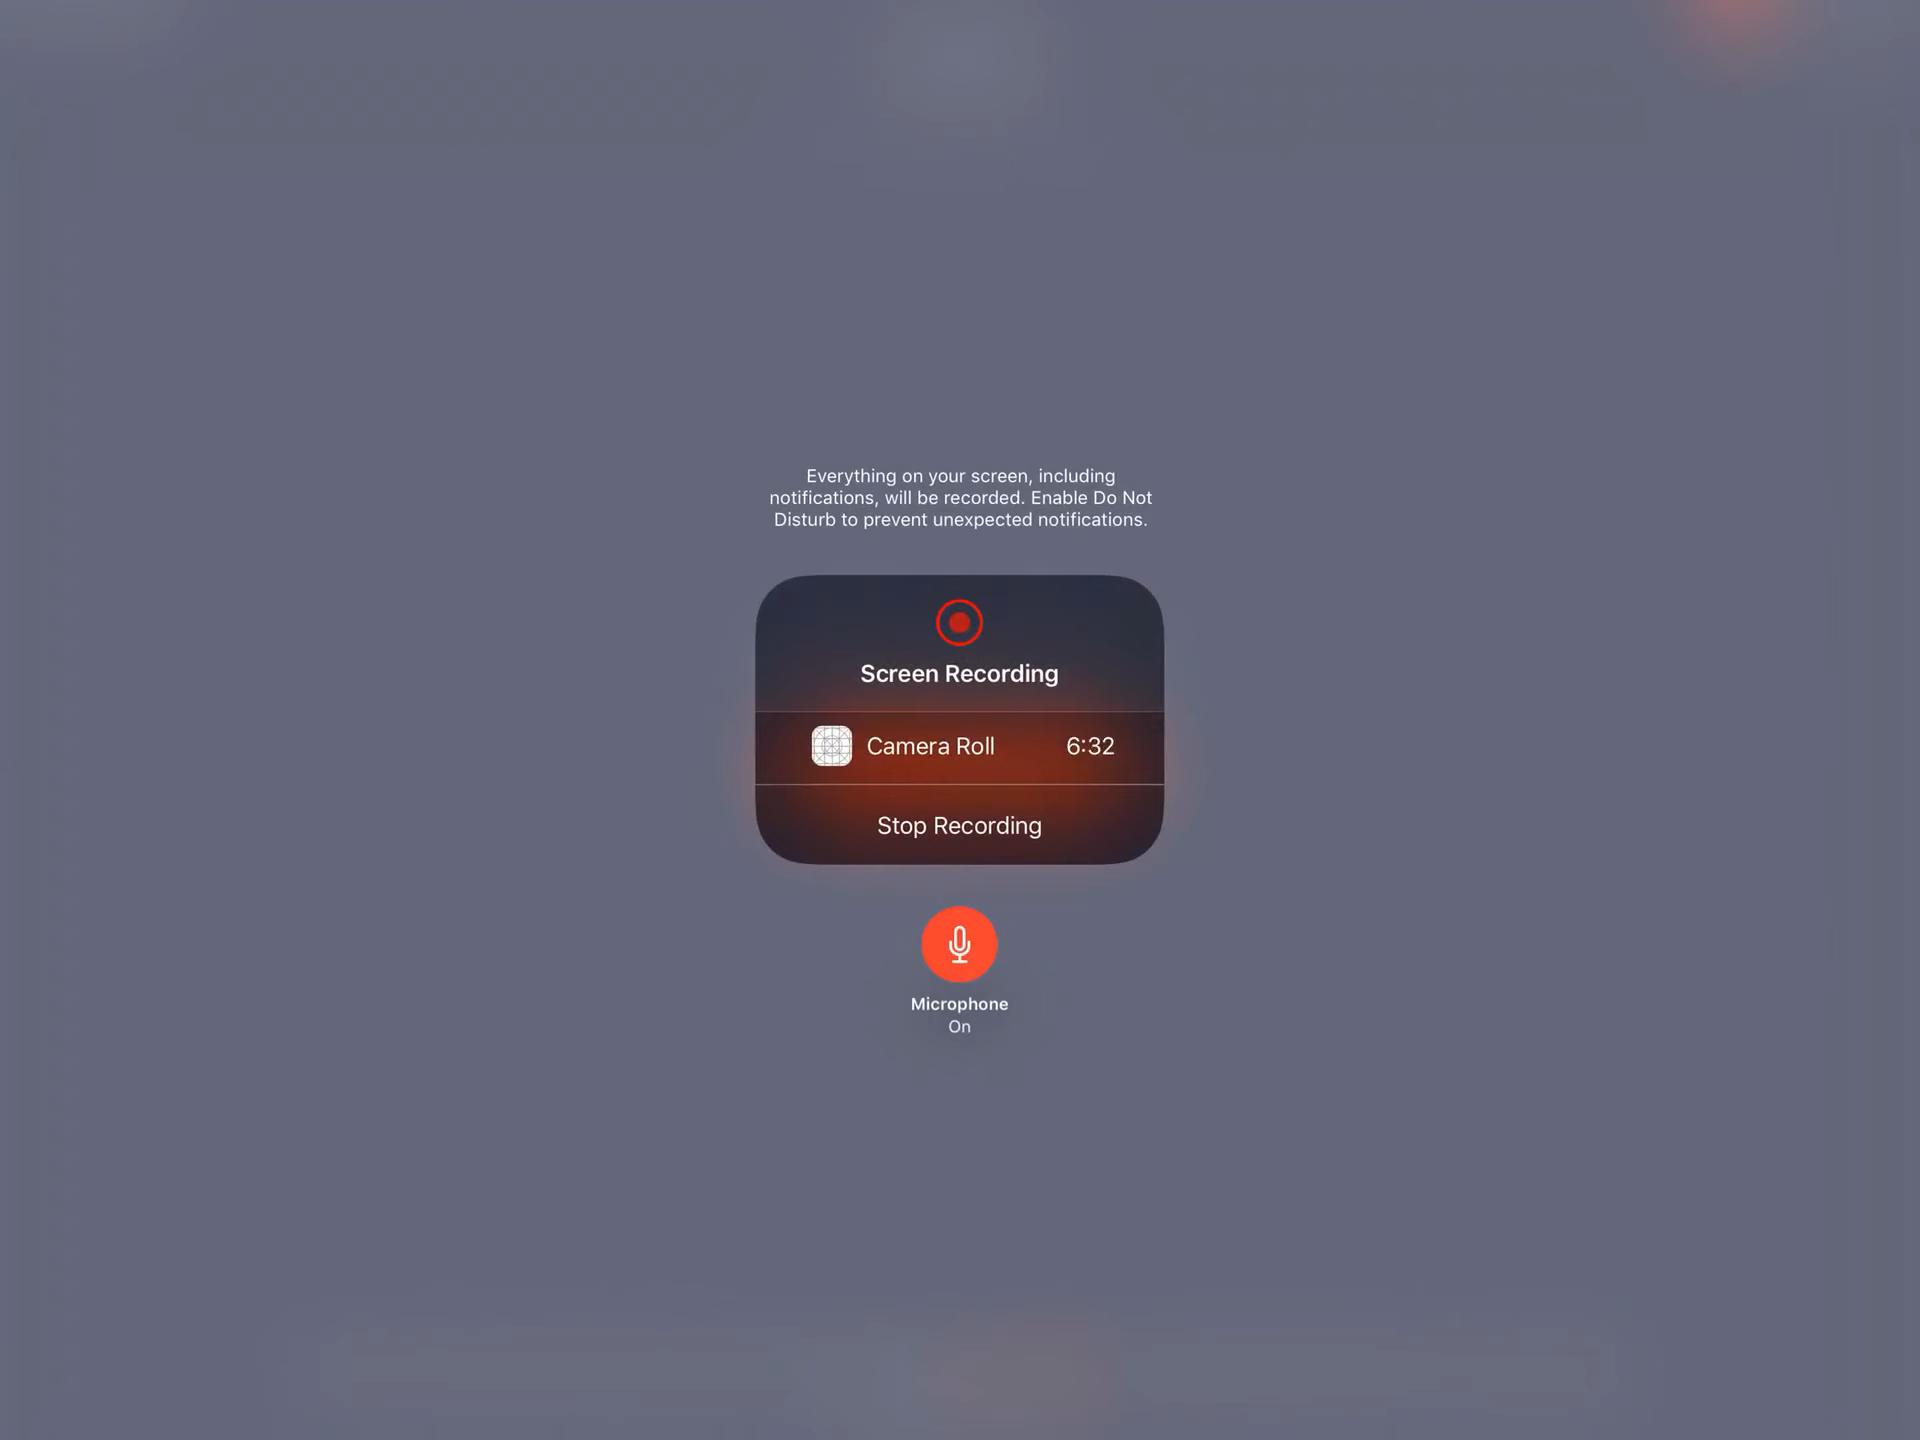 Everything on your screen, including
notifications, will be recorded. Enable Do Not
Disturb to prevent unexpected notifications.
Screen Recording
Camera Roll 6:32
Stop Recording
Microphone
On